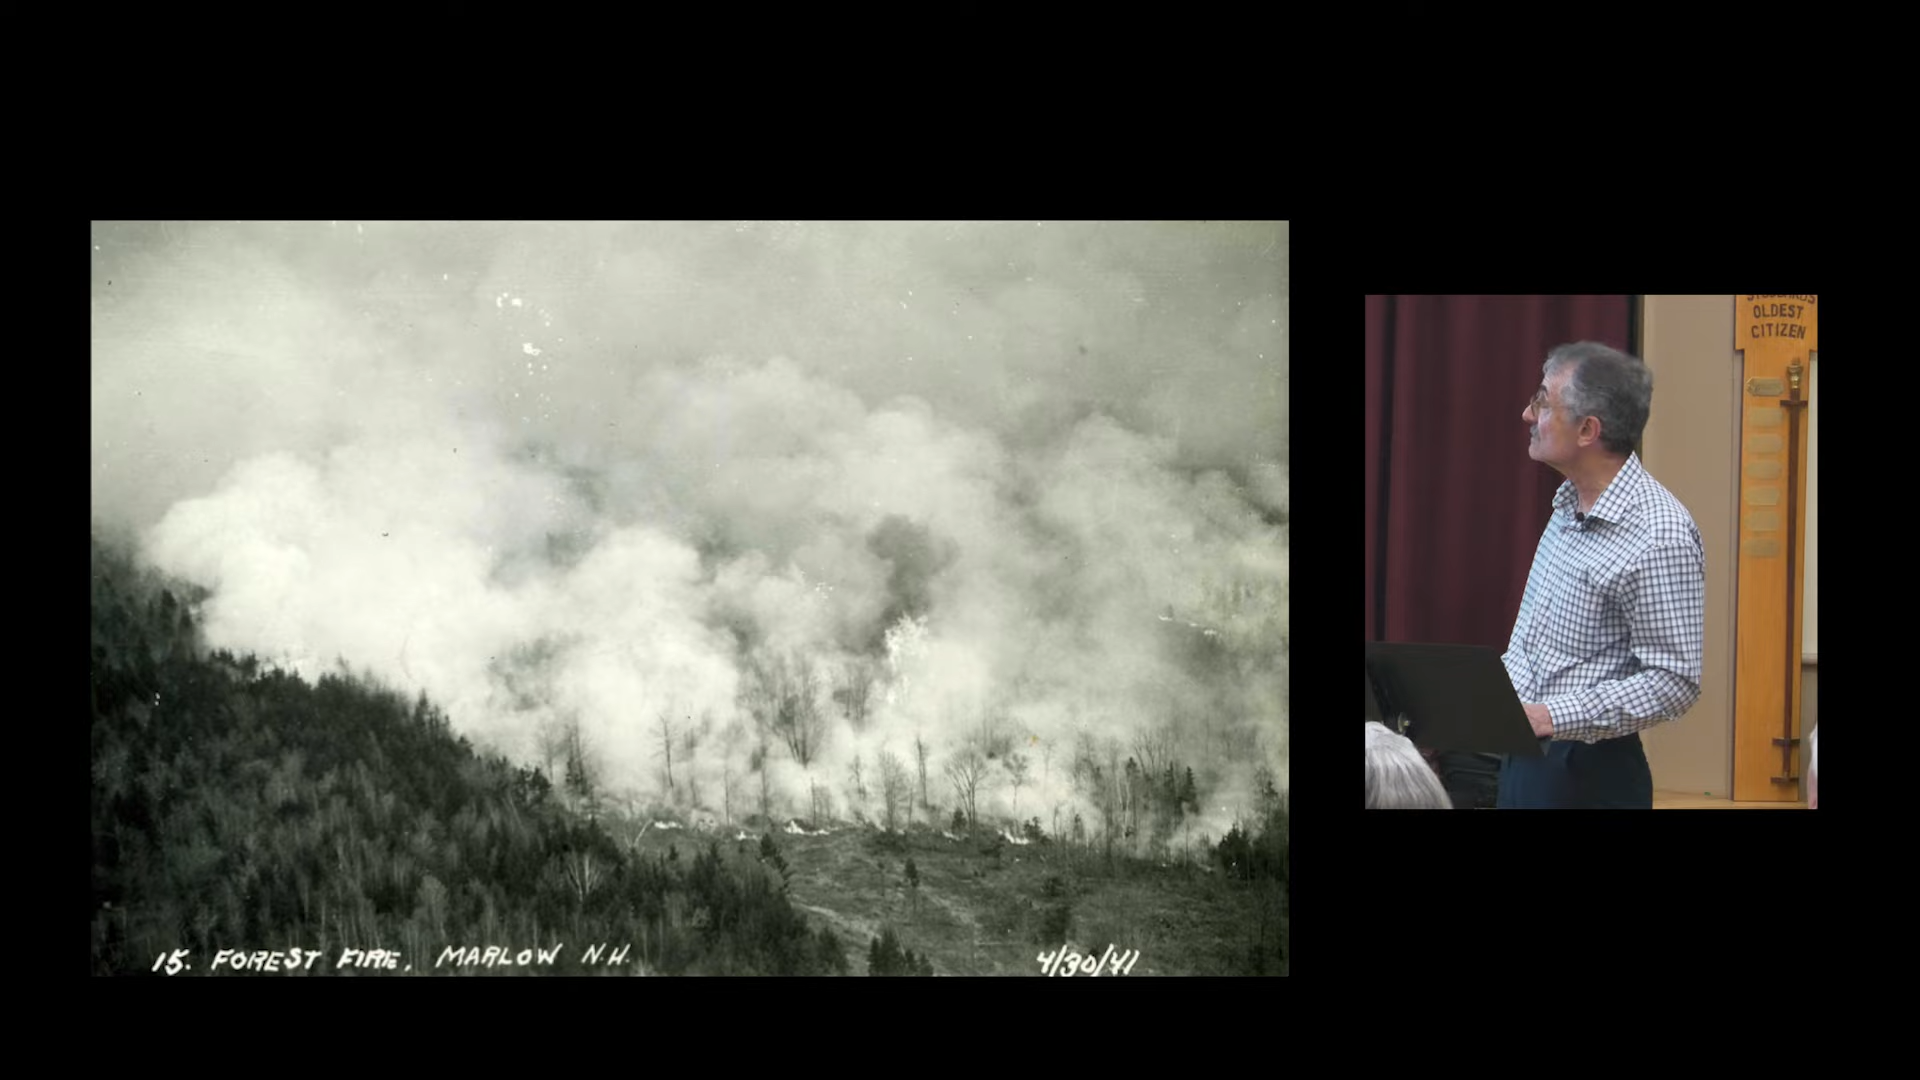 15. FOREST FIRE, MARLOW N.H. 4/30/41
OLDEST
CITIZEN